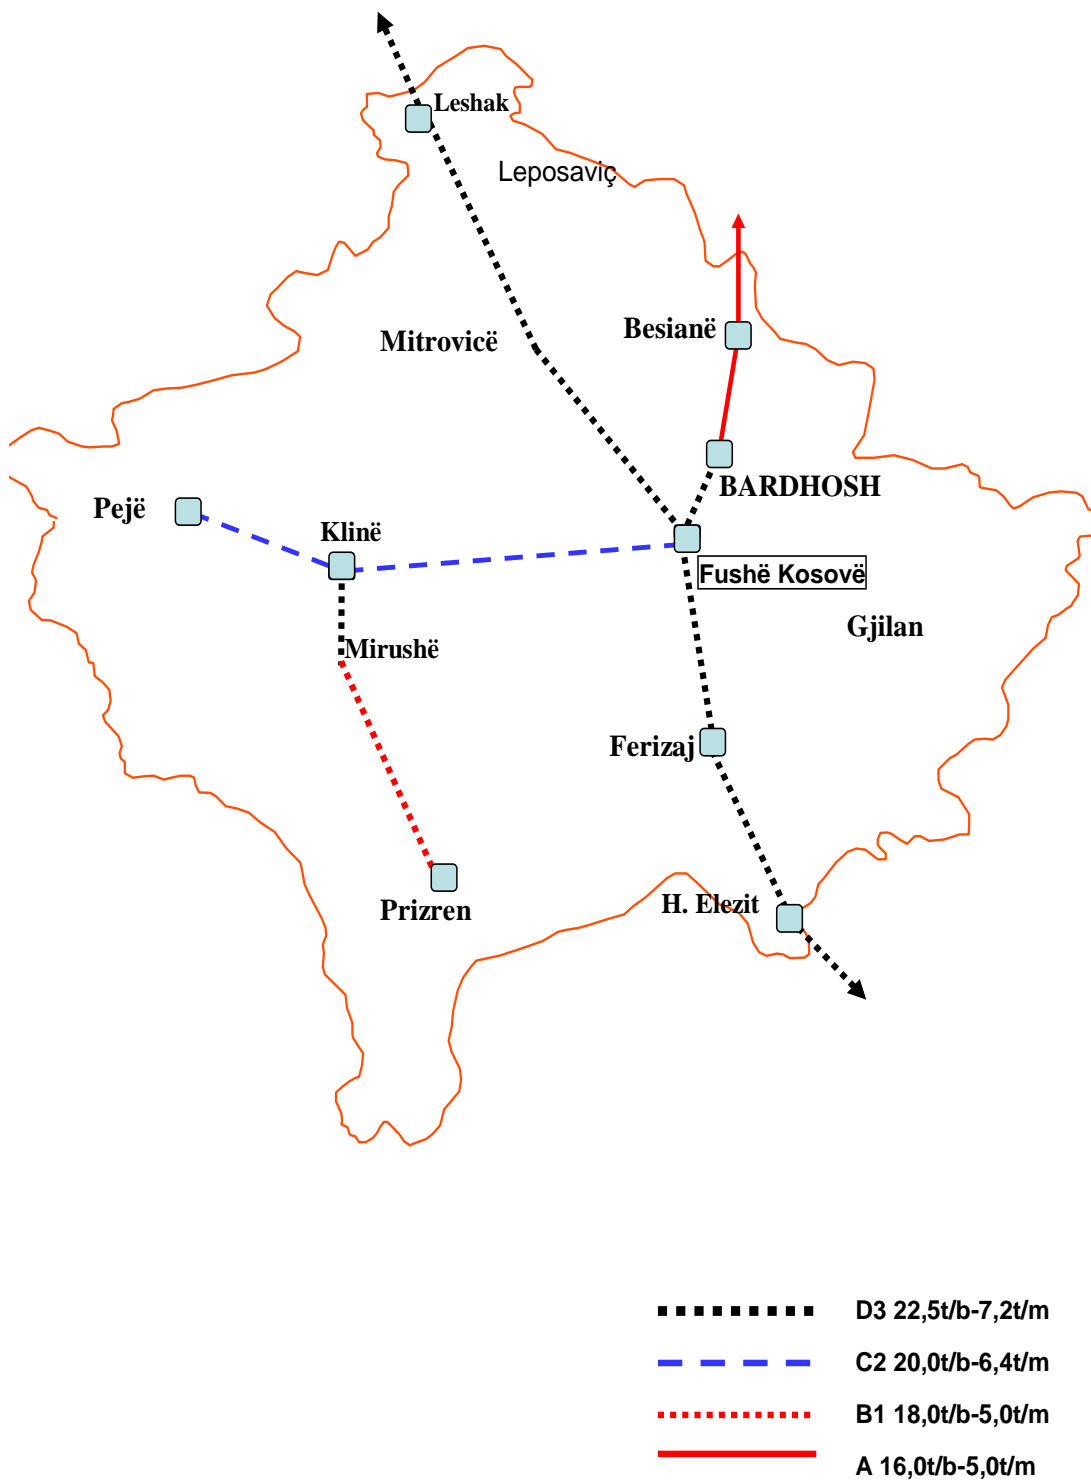 Leshak
Leposaviç
Besianë
Mitrovicë
BARDHOSH
Pejë
Klinë
Fushë Kosovë
Gjilan
Mirushë
Ferizaj
H. Elezit
Prizren
D3 22,5t/b-7,2t/m
C2 20,0t/b-6,4t/m
B1 18,0t/b-5,0t/m
A 16,0t/b-5,0t/m